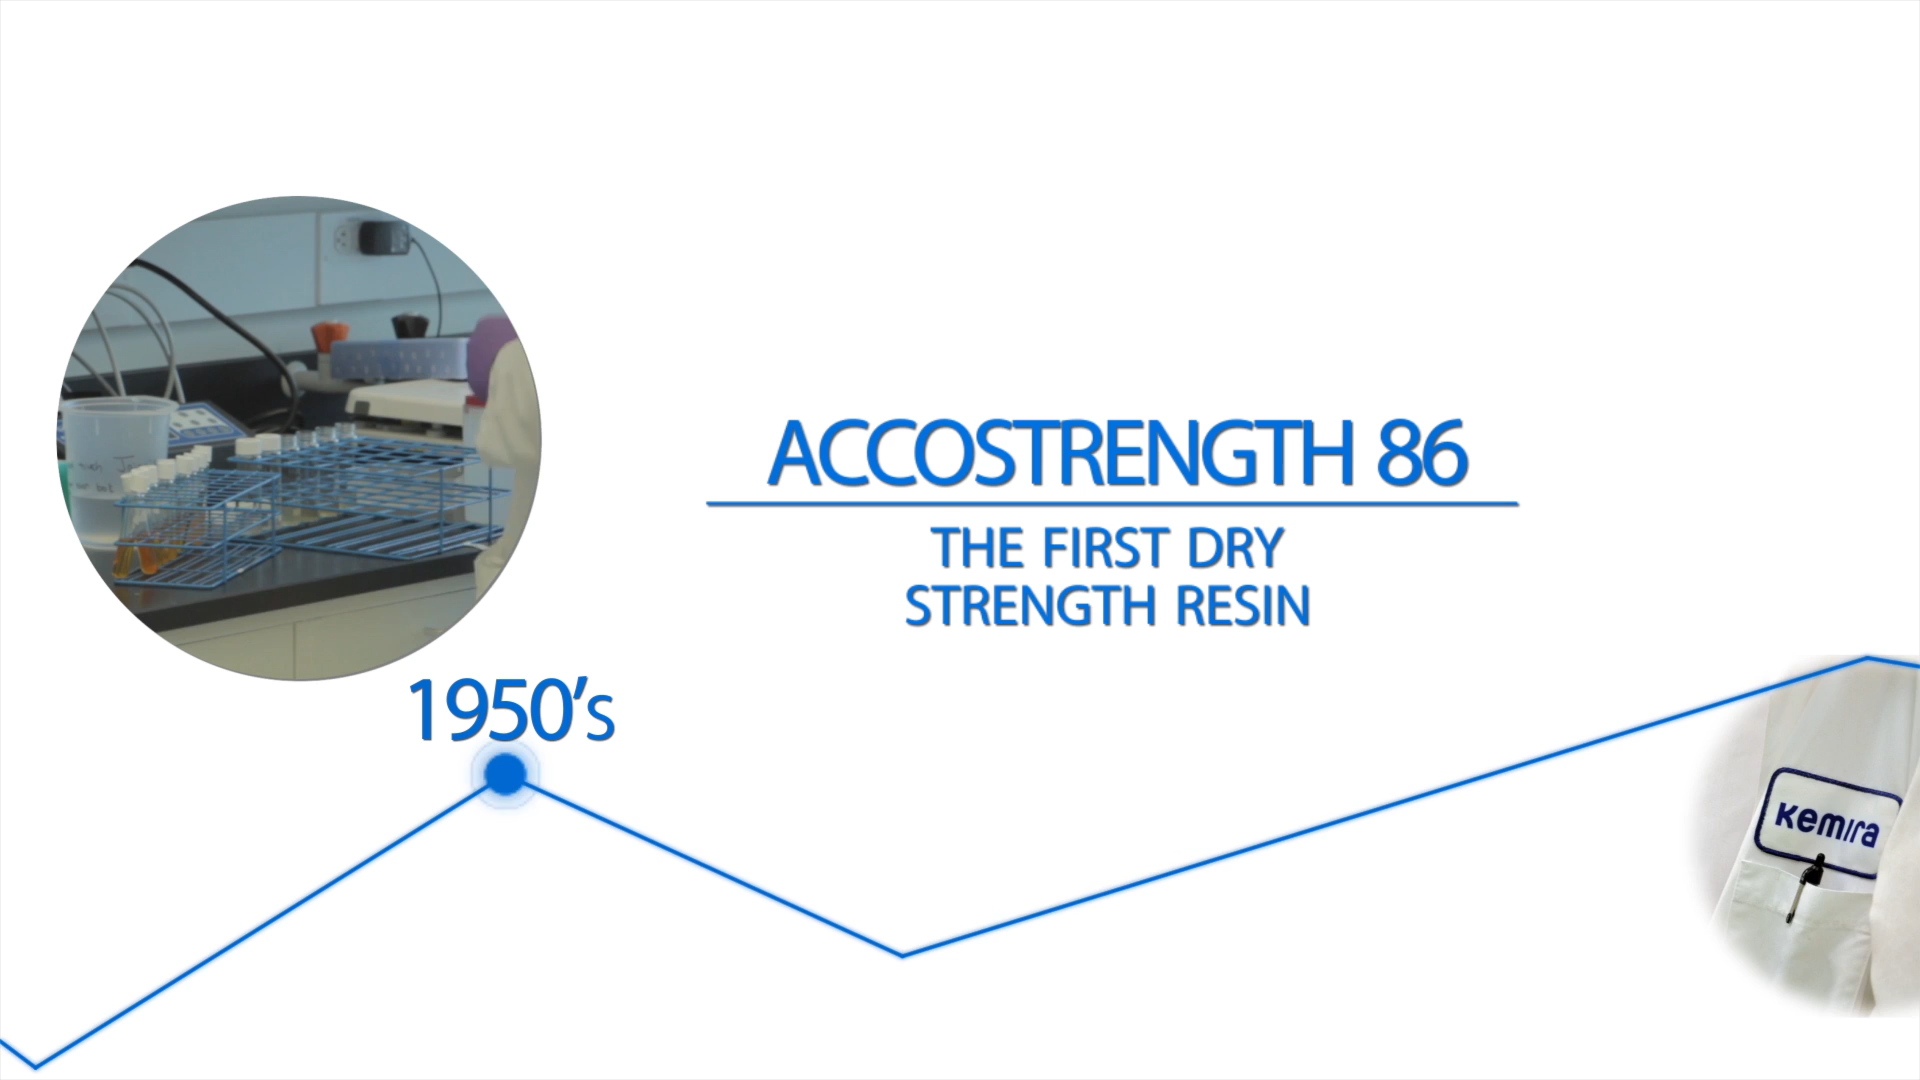 ACCOSTRENGTH 86
THE FIRST DRY
STRENGTH RESIN
1950's
kemira